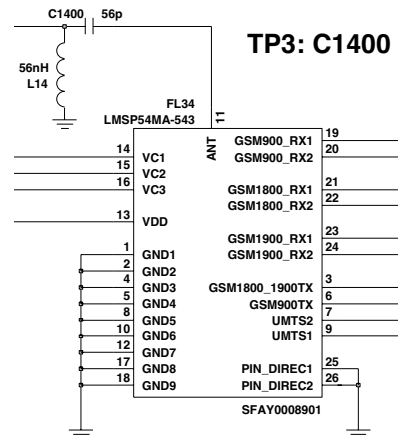 C1400 56p
TP3: C1400
56nH
L14
FL34
LMSP54MA-543
11
ANT
14 VC1
15 VC2
16 VC3
13 VDD
1 GND1
2 GND2
4 GND3
5 GND4
8 GND5
10 GND6
12 GND7
17 GND8
18 GND9
GSM900_RX1 19
GSM900_RX2 20
GSM1800_RX1 21
GSM1800_RX2 22
GSM1900_RX1 23
GSM1900_RX2 24
GSM1800_1900TX 3
GSM900TX 6
UMTS2 7
UMTS1 9
PIN_DIREC1 25
PIN_DIREC2 26
SFAY0008901